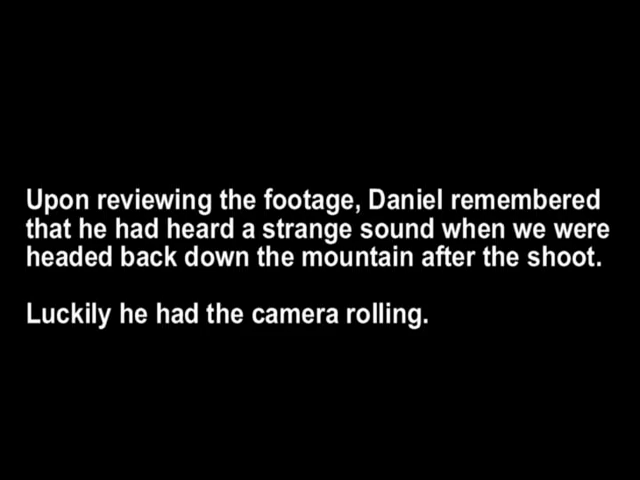 Upon reviewing the footage, Daniel remembered
that he had heard a strange sound when we were
headed back down the mountain after the shoot.
Luckily he had the camera rolling.